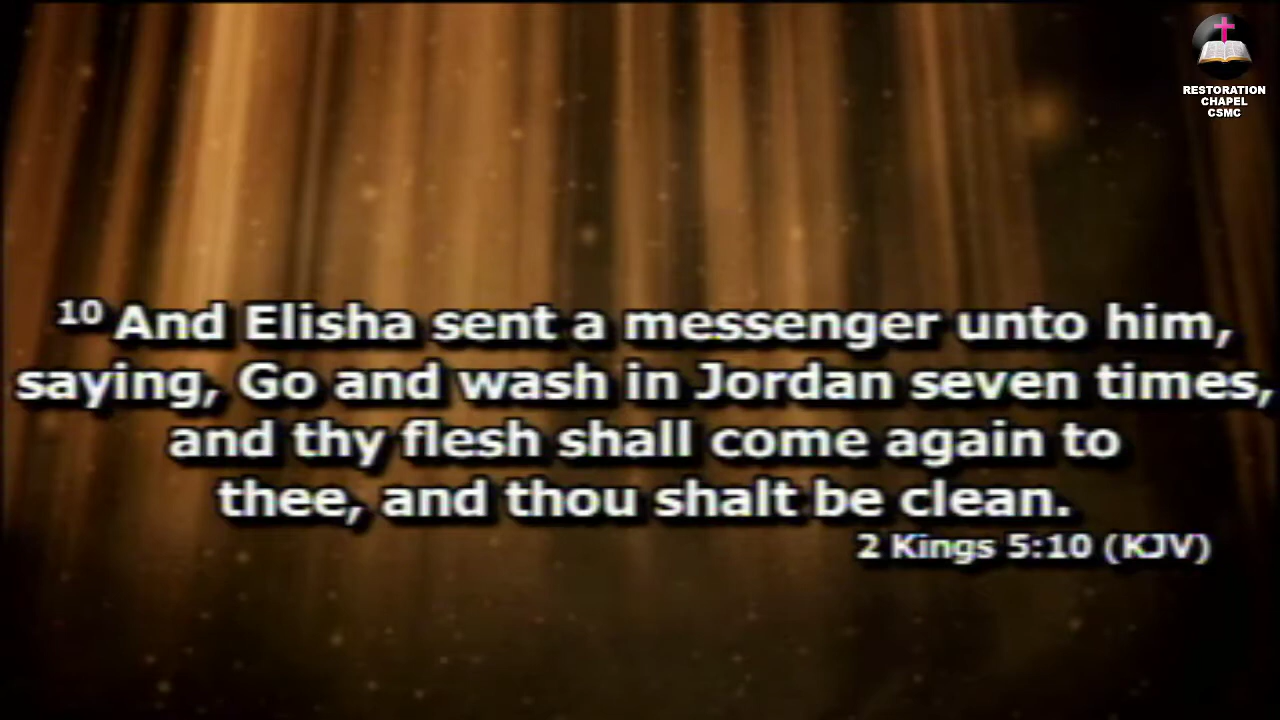 RESTORATION
CHAPEL
CSMC
10 And Elisha sent a messenger unto him,
saying, Go and wash in Jordan seven times,
and thy flesh shall come again to
thee, and thou shalt be clean.
2 Kings 5:10 (KJV)